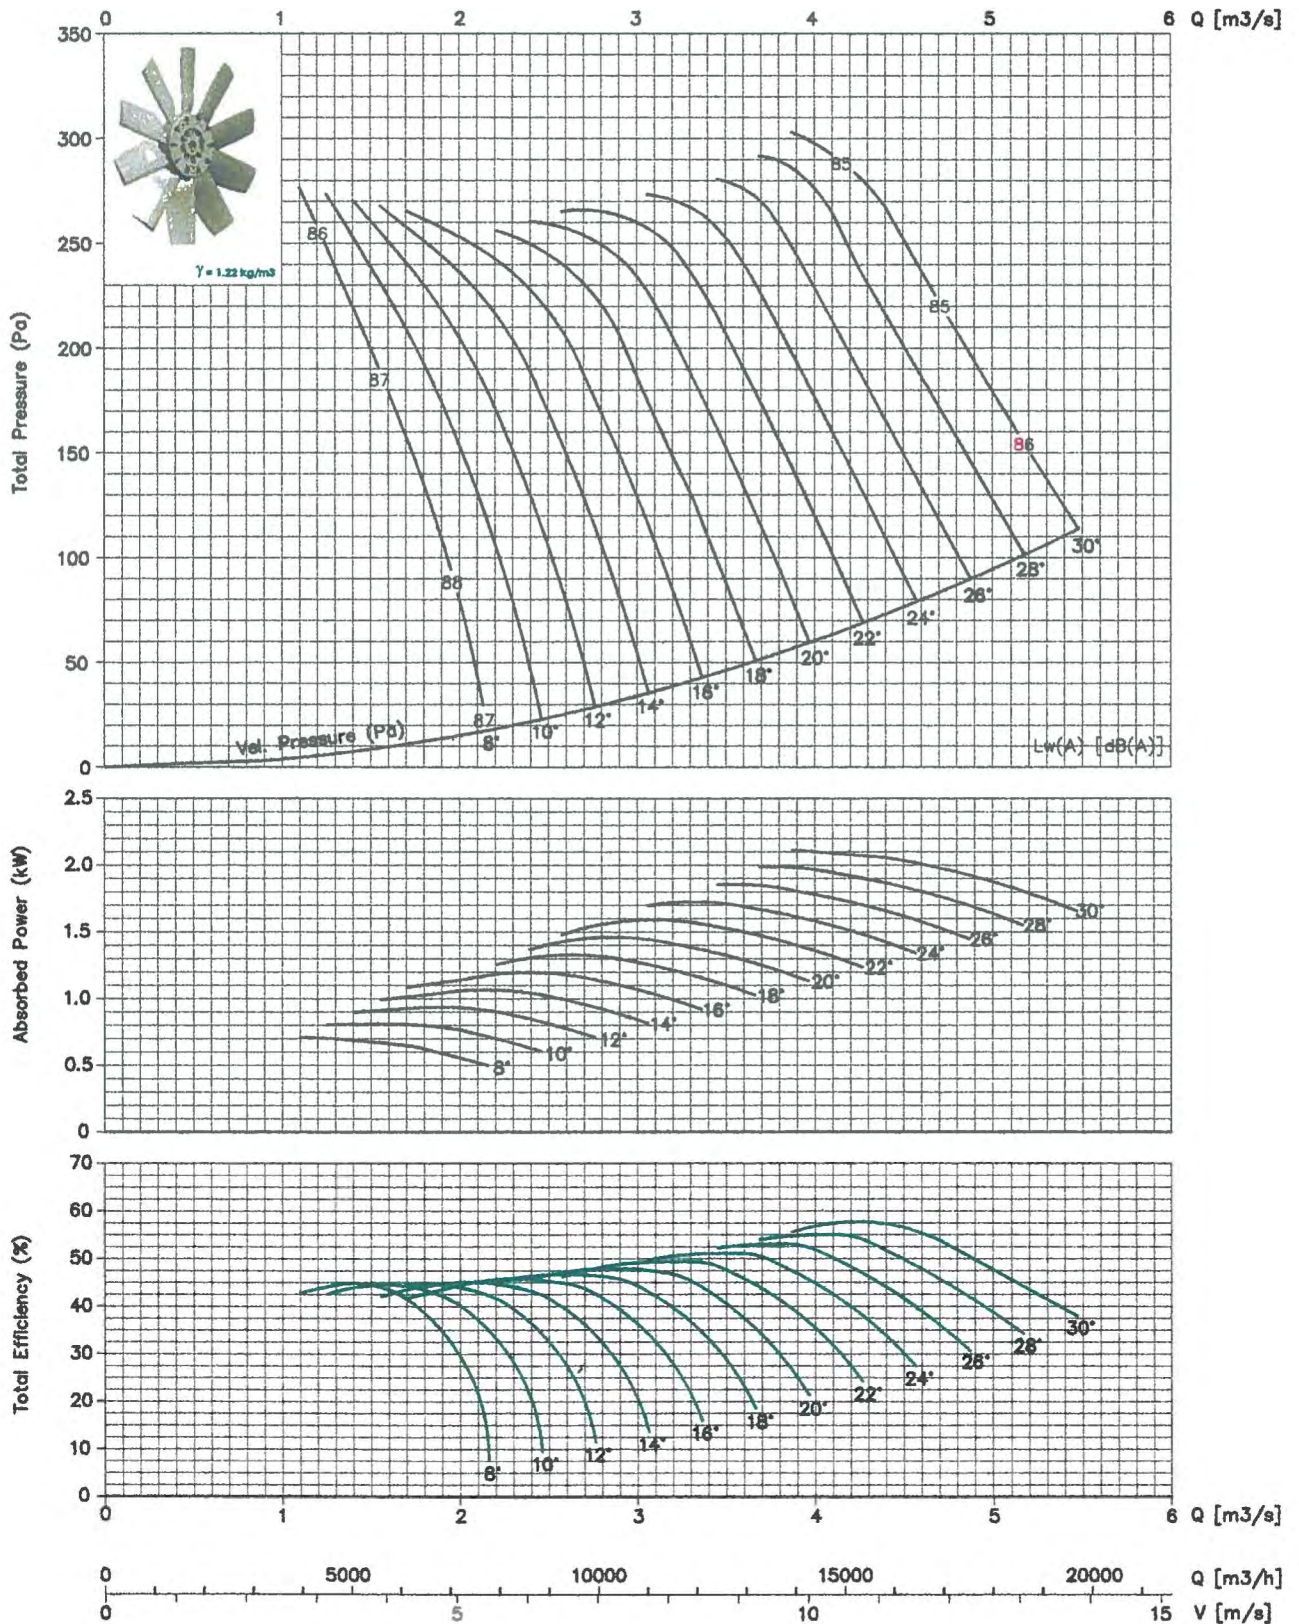 0 1 2 3 4 5 6 Q [m3/s]
350
300
250
200
150
100
50
0
Total Pressure (Pa)
γ = 1.22 kg/m3
85
86
85
87
86
88
87
Vel. Pressure (Pa)
8° 10° 12° 14° 16° 18° 20° 22° 24° 26° 28° 30°
Lw(A) [dB(A)]
2.5
2.0
1.5
1.0
0.5
0
Absorbed Power (kW)
8° 10° 12° 14° 16° 18° 20° 22° 24° 26° 28° 30°
70
60
50
40
30
20
10
0
Total Efficiency (%)
8° 10° 12° 14° 16° 18° 20° 22° 24° 26° 28° 30°
0 1 2 3 4 5 6 Q [m3/s]
0 5000 10000 15000 20000 Q [m3/h]
0 5 10 15 V [m/s]